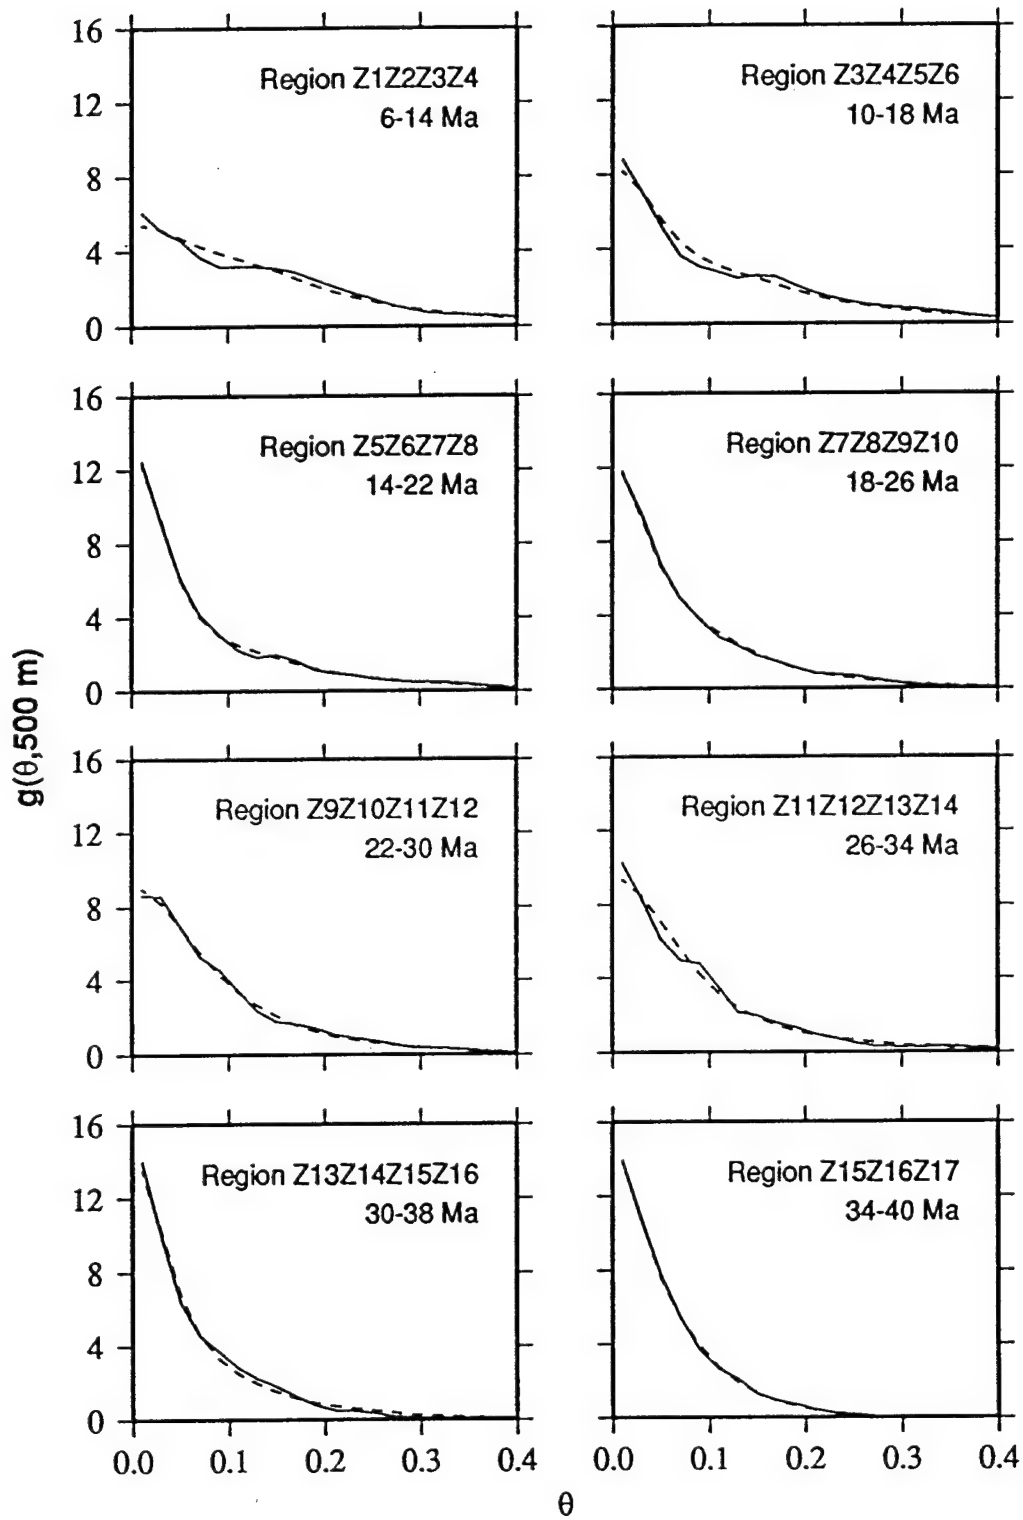 16
12
8
4
0
Region Z1Z2Z3Z4
6-14 Ma
Region Z3Z4Z5Z6
10-18 Ma
16
12
8
4
0
Region Z5Z6Z7Z8
14-22 Ma
Region Z7Z8Z9Z10
18-26 Ma
g(θ,500 m)
16
12
8
4
0
Region Z9Z10Z11Z12
22-30 Ma
Region Z11Z12Z13Z14
26-34 Ma
16
12
8
4
0
Region Z13Z14Z15Z16
30-38 Ma
Region Z15Z16Z17
34-40 Ma
0.0 0.1 0.2 0.3 0.4
0.0 0.1 0.2 0.3 0.4
θ